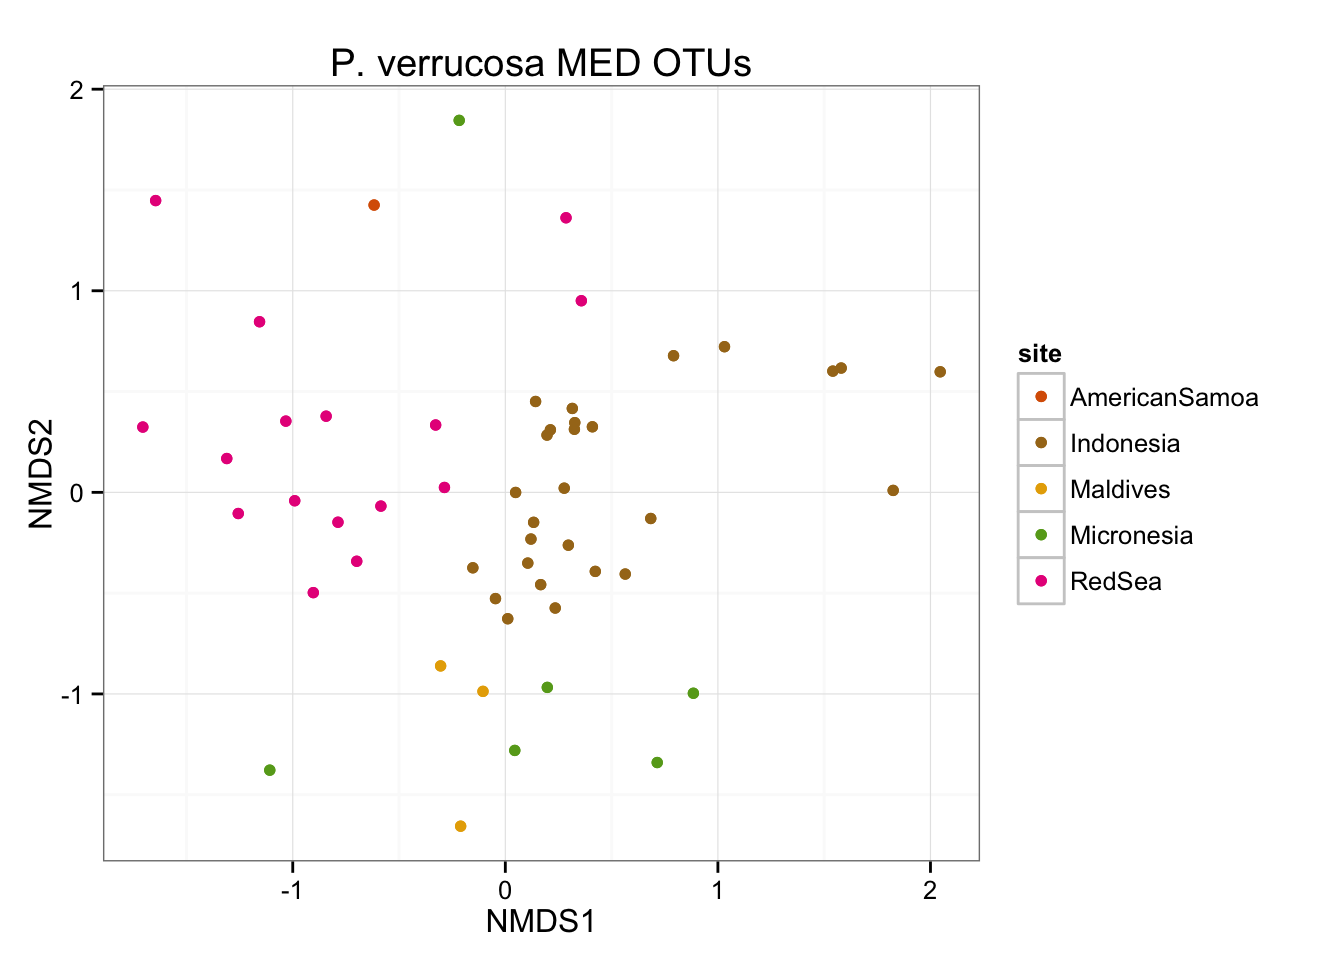 P. verrucosa MED OTUs
2
1
0
-1
NMDS2
-1 0 1 2
NMDS1
site
AmericanSamoa
Indonesia
Maldives
Micronesia
RedSea